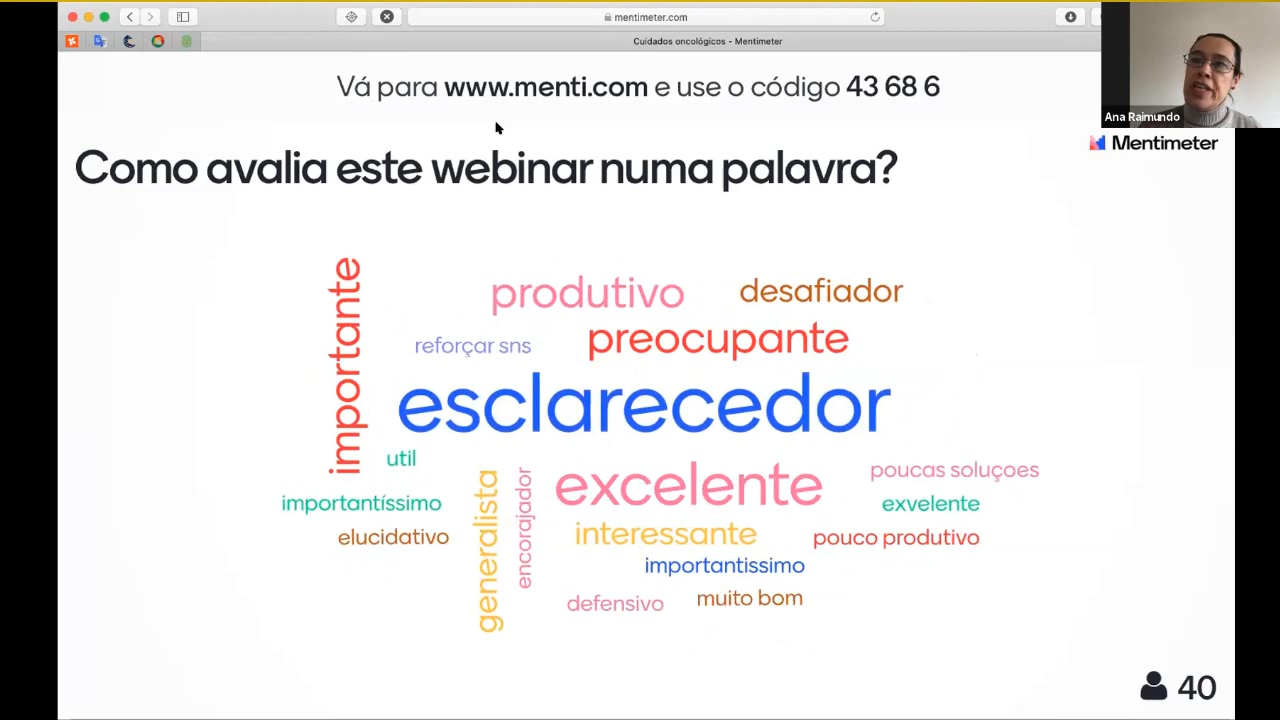 mentimeter.com
Cuidados oncológicos - Mentimeter
Ana Raimundo
Vá para www.menti.com e use o código 43 68 6
Mentimeter
Como avalia este webinar numa palavra?
importante
produtivo
desafiador
reforçar sns
preocupante
esclarecedor
util
excelente
poucas soluçoes
importantíssimo
generalista
encorajador
exvelente
elucidativo
interessante
pouco produtivo
importantissimo
defensivo
muito bom
40